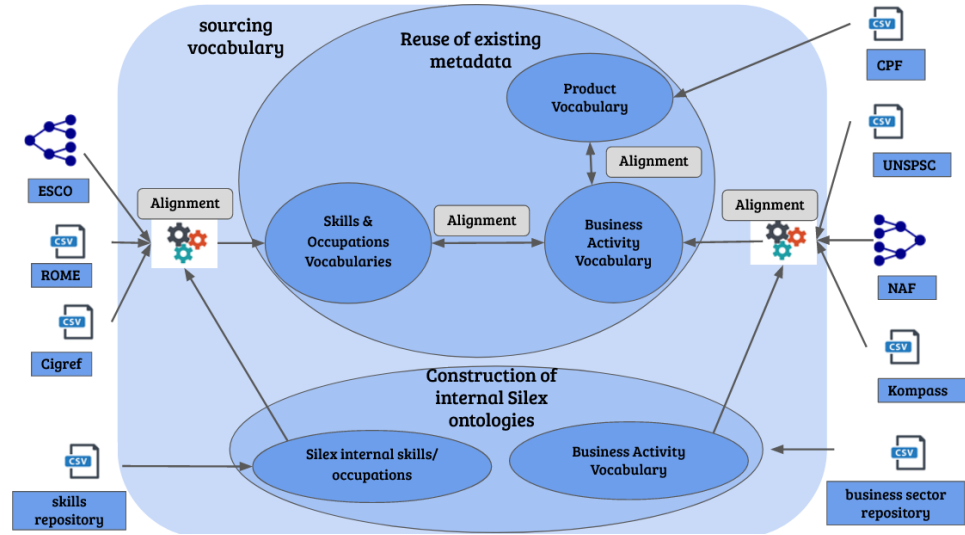 sourcing
vocabulary
Reuse of existing
metadata
CSV
CPF
Product
Vocabulary
CSV
UNSPSC
Alignment
ESCO
Alignment
Skills &
Occupations
Vocabularies
Alignment
Business
Activity
Vocabulary
Alignment
CSV
ROME
NAF
CSV
Cigref
CSV
Kompass
Construction of
internal Silex
ontologies
Silex internal skills/
occupations
Business Activity
Vocabulary
CSV
skills
repository
CSV
business sector
repository